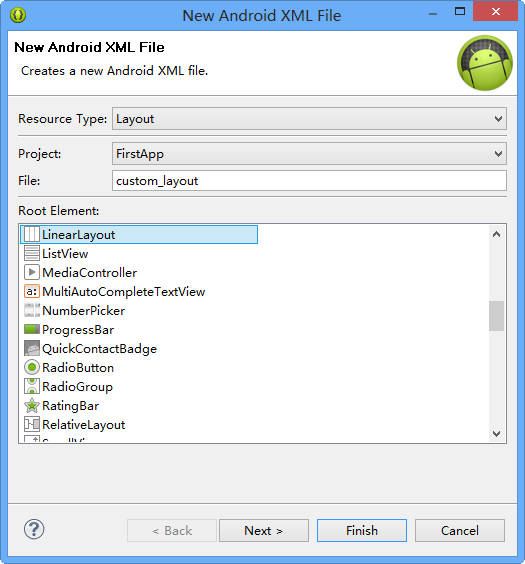 New Android XML File
New Android XML File
Creates a new Android XML file.
Resource Type: Layout
Project: FirstApp
File: custom_layout
Root Element:
LinearLayout
ListView
MediaController
a: MultiAutoCompleteTextView
NumberPicker
ProgressBar
QuickContactBadge
RadioButton
RadioGroup
RatingBar
RelativeLayout
? < Back Next > Finish Cancel